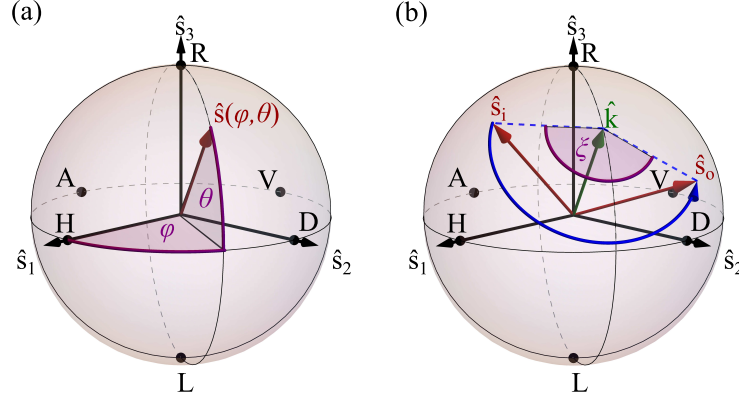 (a)
ŝ₃
R
ŝ(φ,θ)
A
V
θ
H
D
φ
ŝ₁
ŝ₂
L
(b)
ŝ₃
R
ŝᵢ
k̂
ξ
ŝₒ
A
V
H
D
ŝ₁
ŝ₂
L